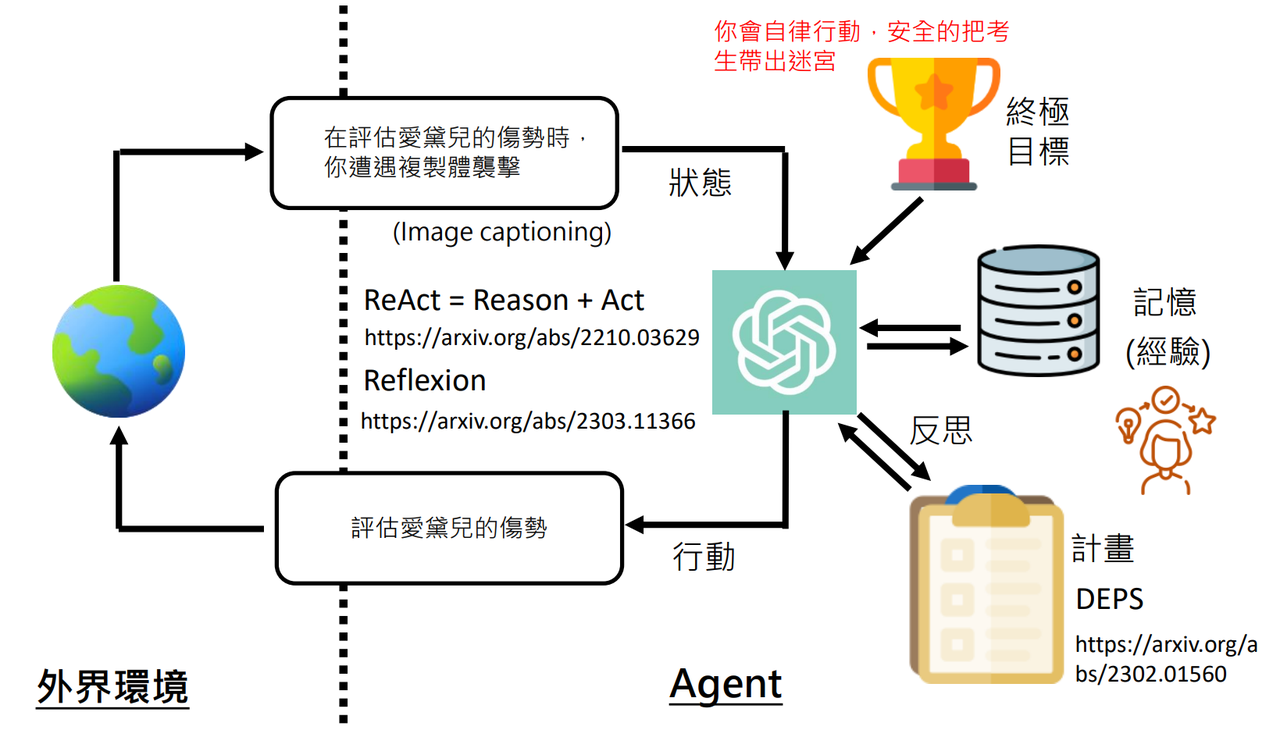 你會自律行動，安全的把考
生帶出迷宮
終極
目標
在評估愛黛兒的傷勢時，
你遭遇複製體襲擊
狀態
(Image captioning)
ReAct = Reason + Act
https://arxiv.org/abs/2210.03629
Reflexion
https://arxiv.org/abs/2303.11366
記憶
(經驗)
反思
評估愛黛兒的傷勢
行動
計畫
DEPS
https://arxiv.org/a
bs/2302.01560
外界環境
Agent